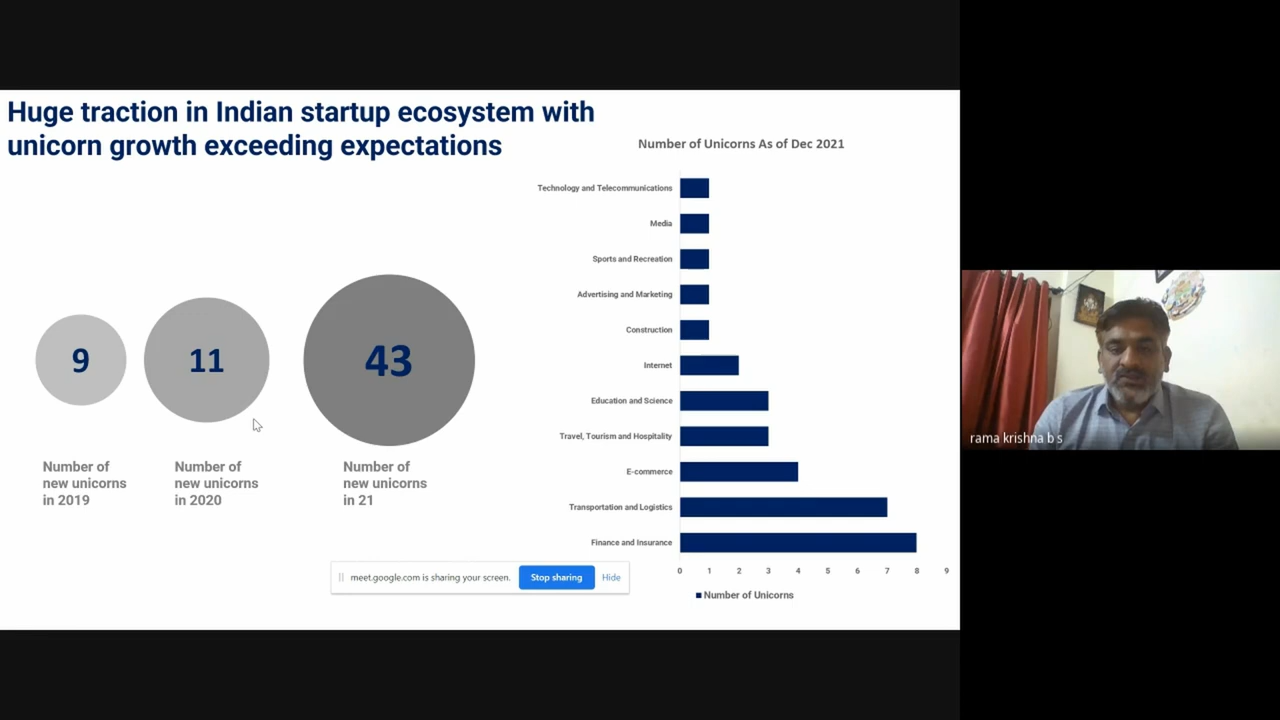 Huge traction in Indian startup ecosystem with
unicorn growth exceeding expectations
9
11
43
Number of
new unicorns
in 2019
Number of
new unicorns
in 2020
Number of
new unicorns
in 21
Number of Unicorns As of Dec 2021
Technology and Telecommunications
Media
Sports and Recreation
Advertising and Marketing
Construction
Internet
Education and Science
Travel, Tourism and Hospitality
E-commerce
Transportation and Logistics
Finance and Insurance
0 1 2 3 4 5 6 7 8 9
Number of Unicorns
meet.google.com is sharing your screen. Stop sharing Hide
rama krishna b s